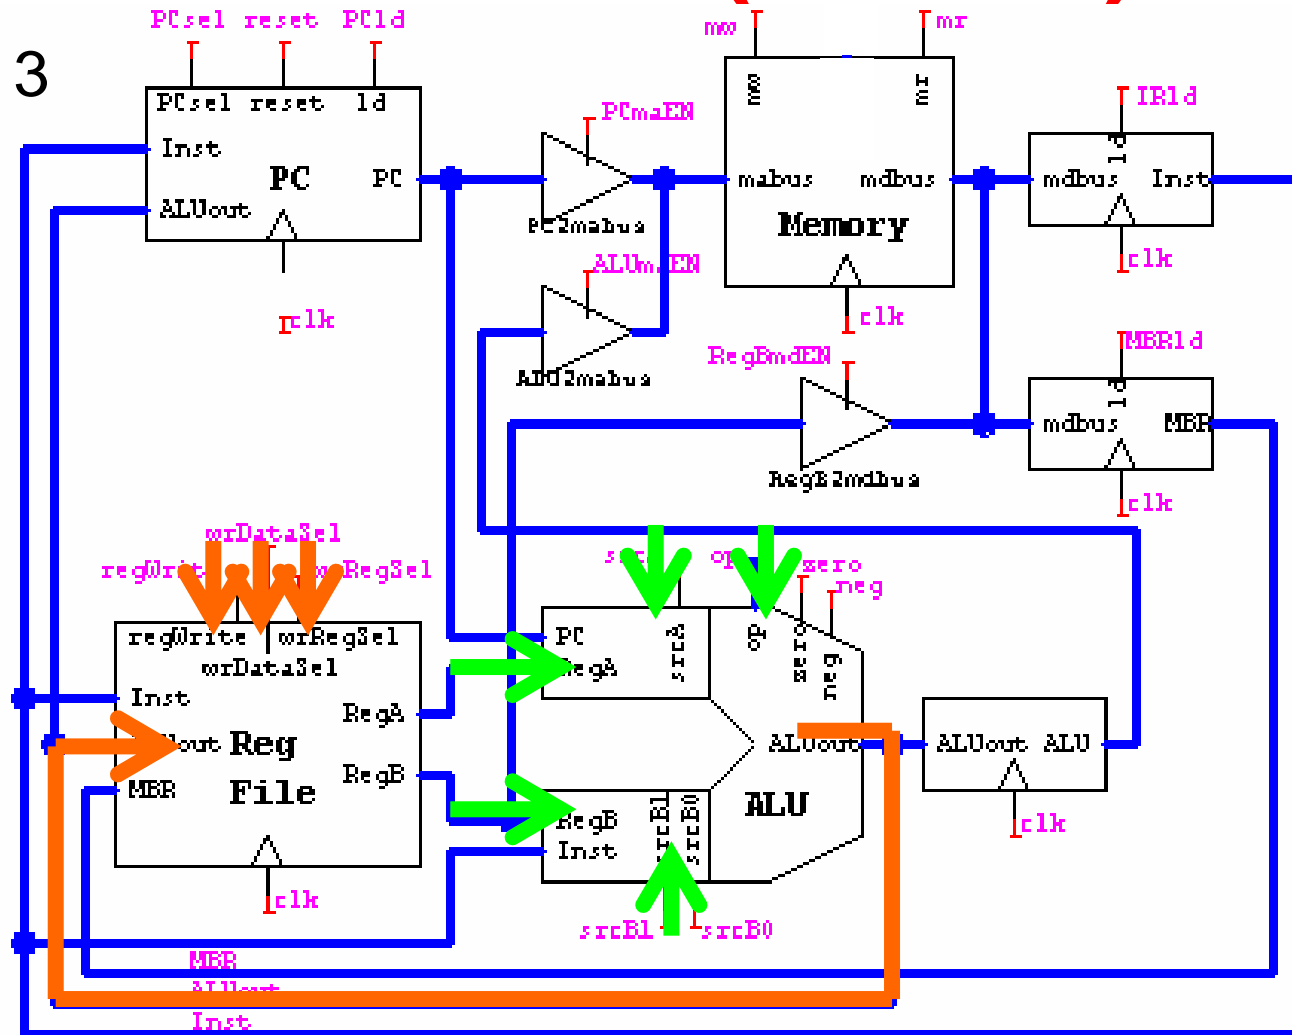 PCsel reset PCld
mw
mr
3
PCsel reset ld
mw
mr
IRld
PCmaEN
ld
Inst
PC
PC
mabus
mdbus
mdbus
Inst
ALUout
PC2mabus
Memory
clk
ALUmaEN
clk
clk
MBRld
RegBmdEN
ALU2mabus
ld
mdbus
MBR
RegB2mdbus
clk
wrDataSel
op
zero
neg
regWrite wrRegSel
wrDataSel
PC
RegA
srcA
op
zero
neg
Inst
RegA
Reg
ALUout
ALUout ALU
RegB
MBR
File
RegB
Inst
srcB1
srcB0
ALU
clk
clk
srcB1
srcB0
MBR
ALUout
Inst